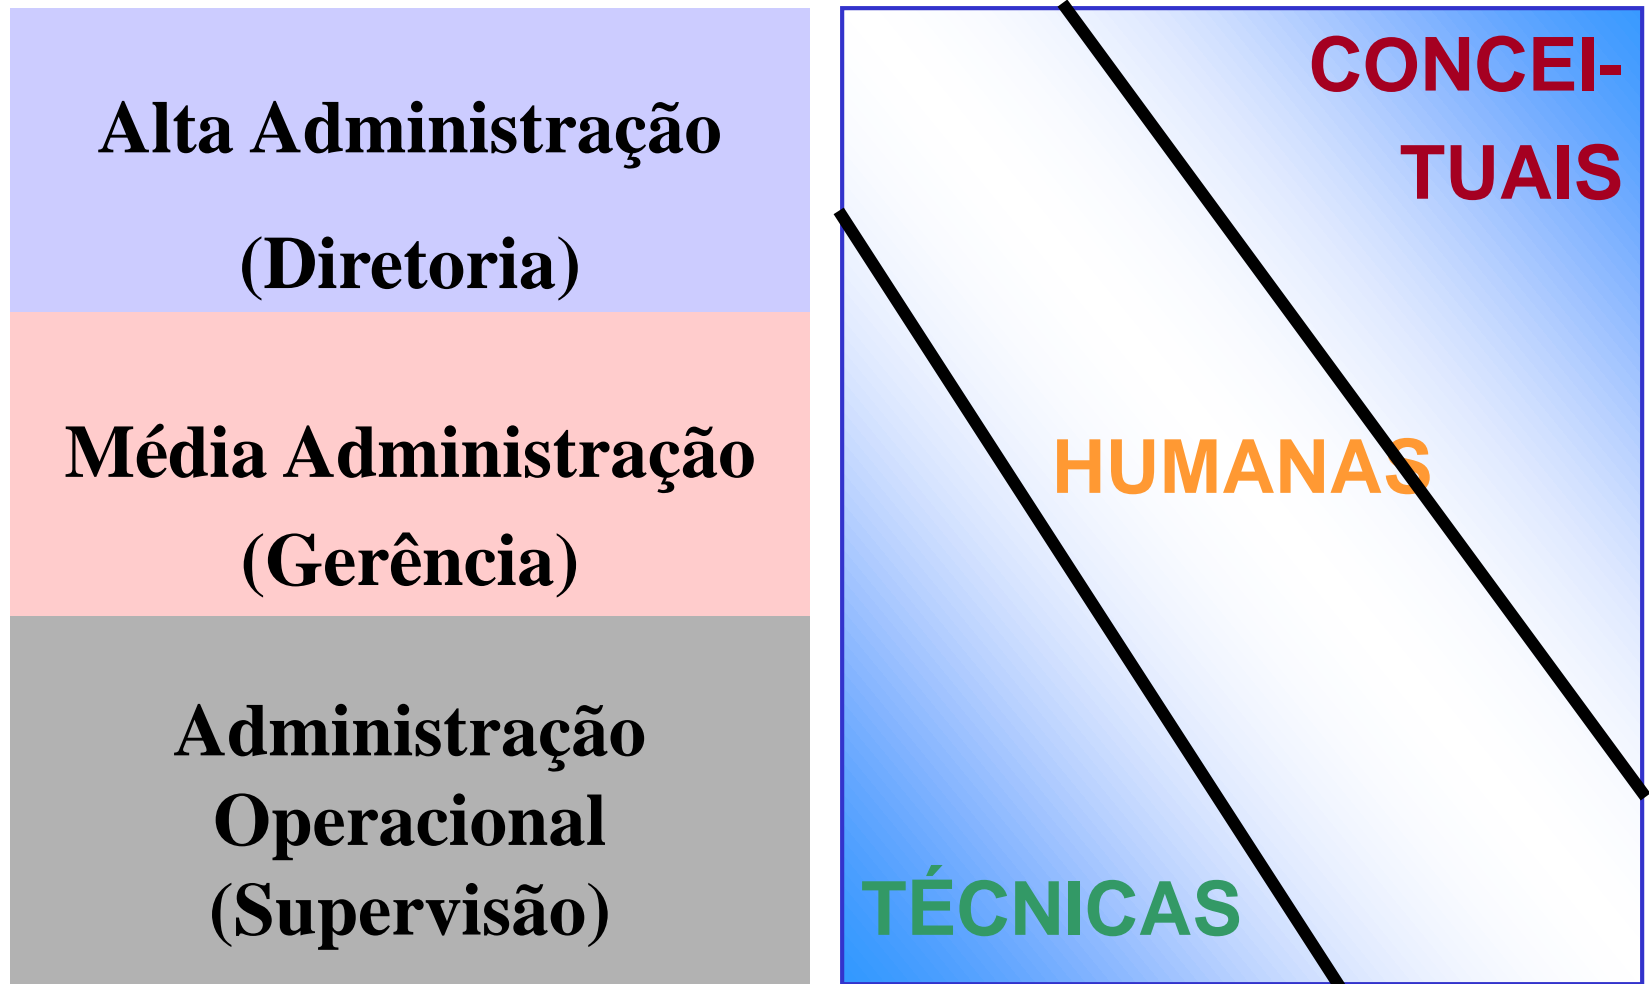 Alta Administração
(Diretoria)
Média Administração
(Gerência)
Administração
Operacional
(Supervisão)
CONCEI-
TUAIS
HUMANAS
TÉCNICAS